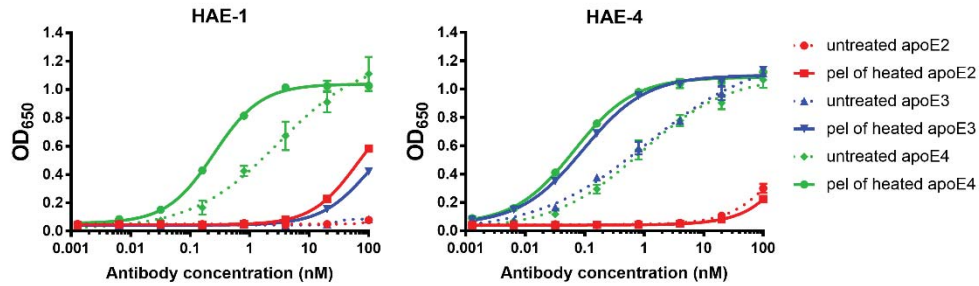 HAE-1
OD650
1.4
1.2
1.0
0.8
0.6
0.4
0.2
0.0
0.001
0.01
0.1
1
10
100
Antibody concentration (nM)
HAE-4
OD650
1.4
1.2
1.0
0.8
0.6
0.4
0.2
0.0
0.001
0.01
0.1
1
10
100
Antibody concentration (nM)
untreated apoE2
pel of heated apoE2
untreated apoE3
pel of heated apoE3
untreated apoE4
pel of heated apoE4